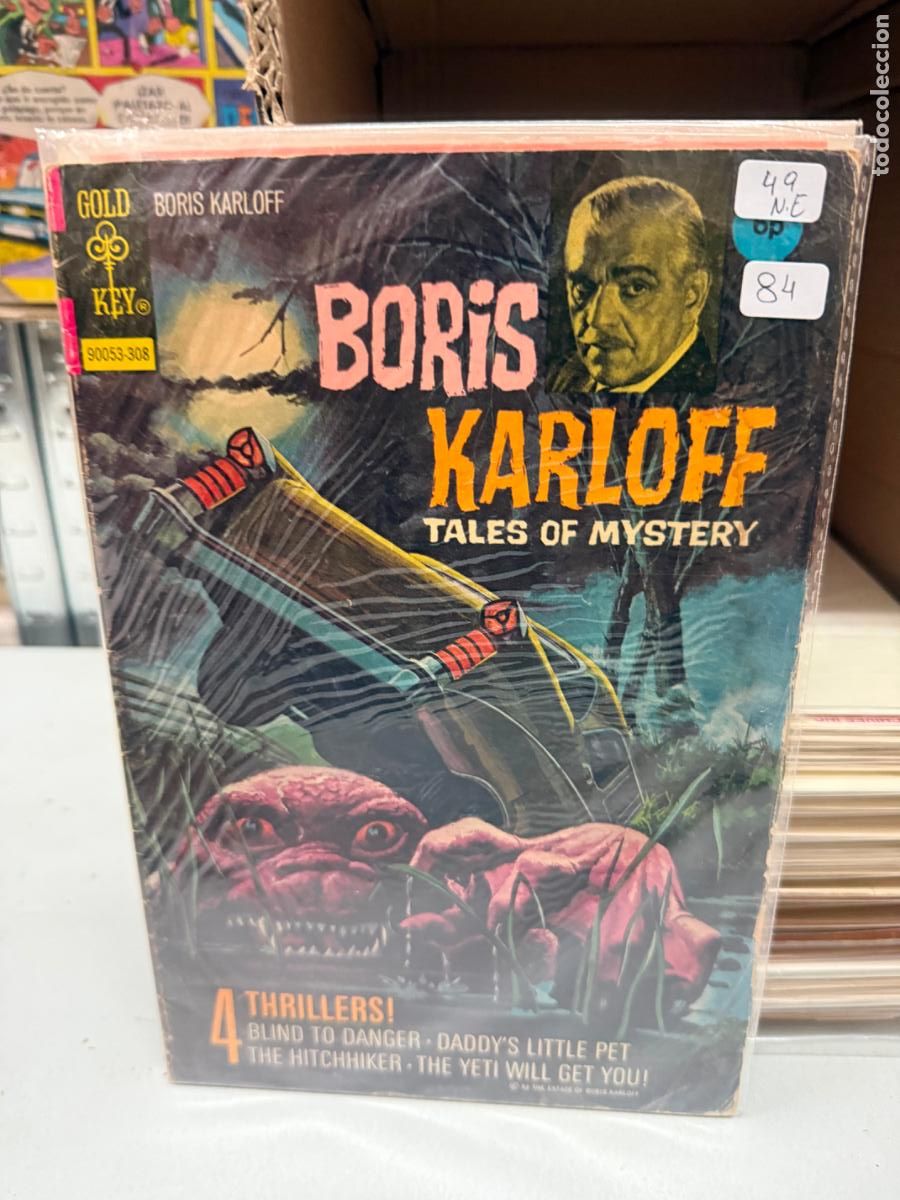 GOLD
KEY®
90053-308
BORIS KARLOFF
BORIS
KARLOFF
TALES OF MYSTERY
49
N.E
6p
84
4 THRILLERS!
BLIND TO DANGER · DADDY'S LITTLE PET
THE HITCHHIKER · THE YETI WILL GET YOU!
todocoleccion